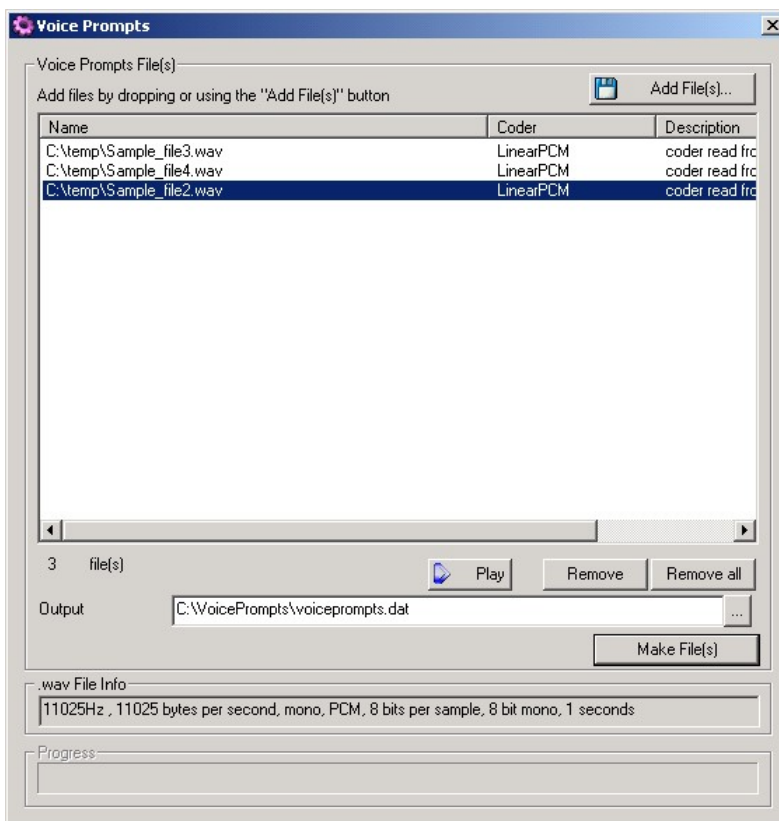 Voice Prompts
Voice Prompts File(s)
Add files by dropping or using the "Add File(s)" button
Add File(s)...
Name Coder Description
C:\temp\Sample_file3.wav LinearPCM coder read frc
C:\temp\Sample_file4.wav LinearPCM coder read frc
C:\temp\Sample_file2.wav LinearPCM coder read frc
3 file(s)
Play Remove Remove all
Output C:\VoicePrompts\voiceprompts.dat ...
Make File(s)
.wav File Info
11025Hz , 11025 bytes per second, mono, PCM, 8 bits per sample, 8 bit mono, 1 seconds
Progress